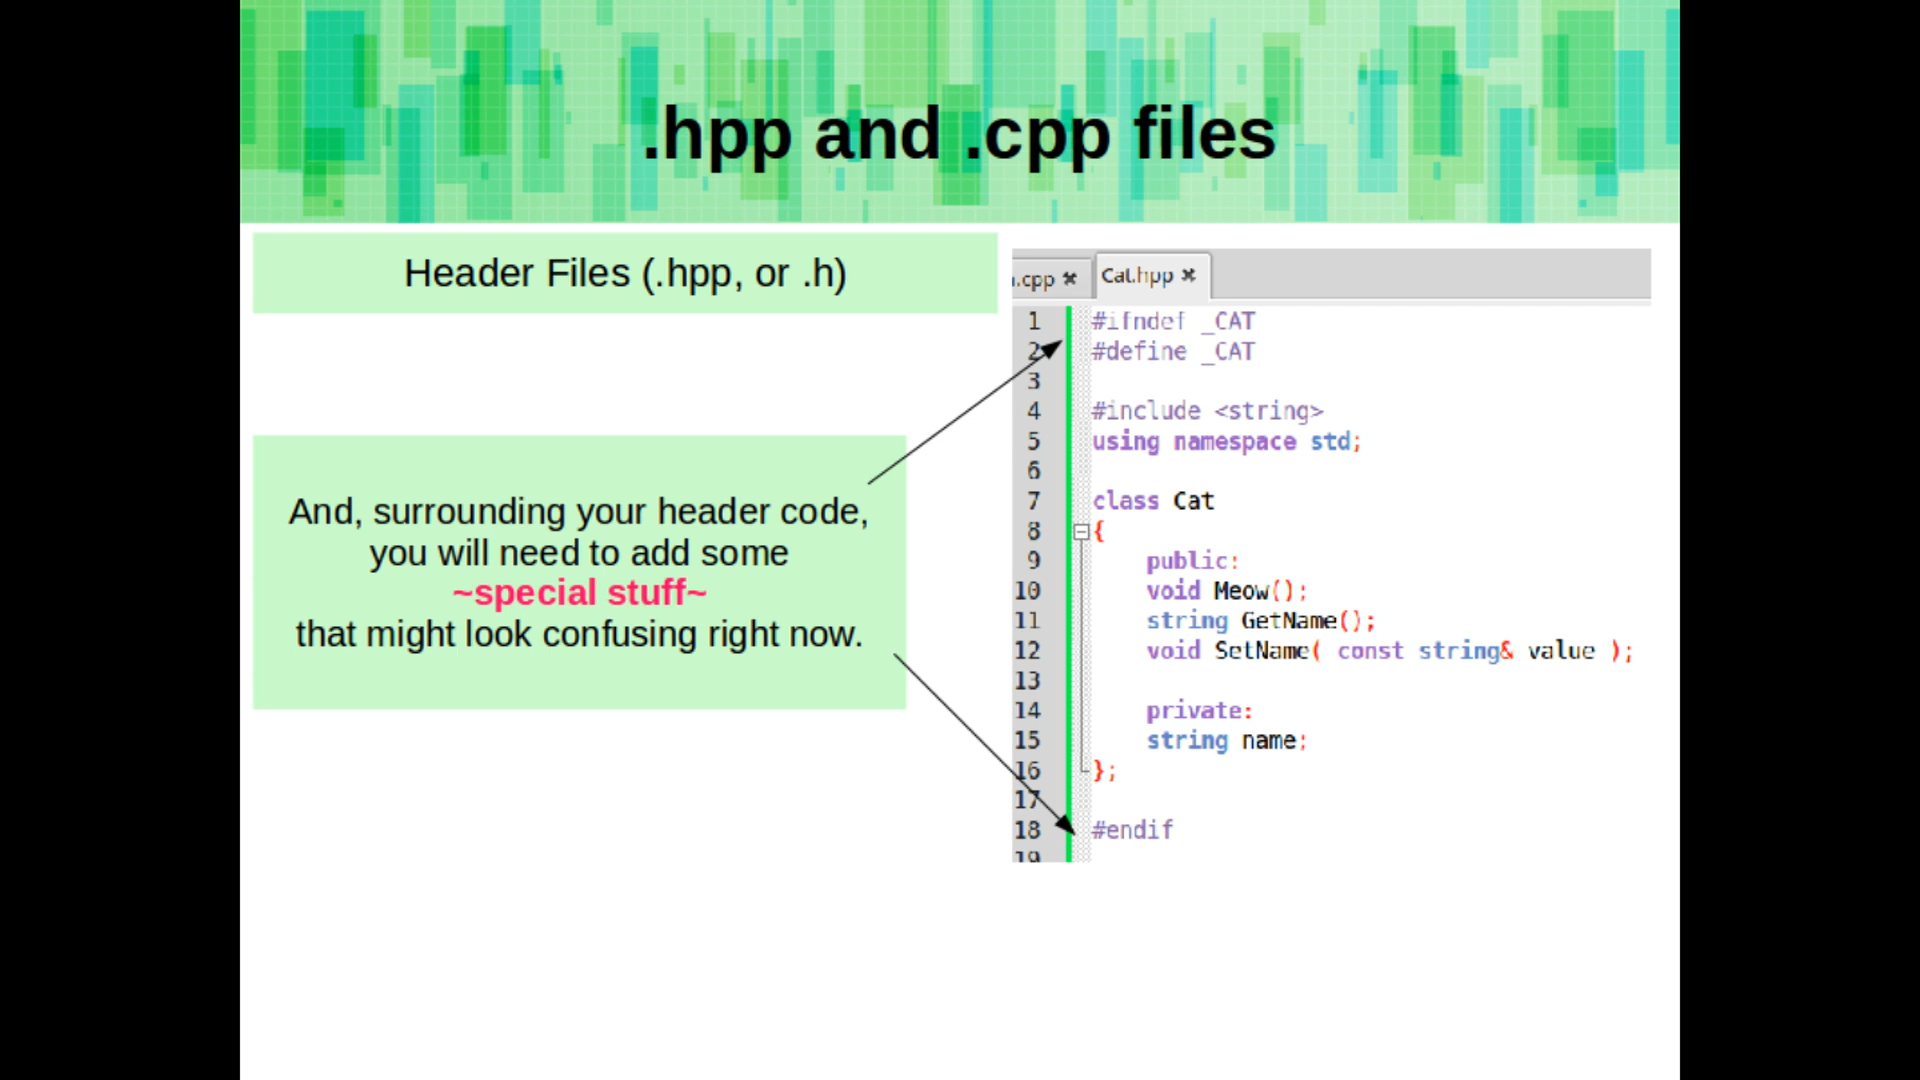 .hpp and .cpp files
Header Files (.hpp, or .h)
And, surrounding your header code,
you will need to add some
~special stuff~
that might look confusing right now.
.cpp ✖ Cat.hpp ✖
1 #ifndef _CAT
2 #define _CAT
3
4 #include <string>
5 using namespace std;
6
7 class Cat
8 {
9 public:
10 void Meow();
11 string GetName();
12 void SetName( const string& value );
13
14 private:
15 string name;
16 };
17
18 #endif
19